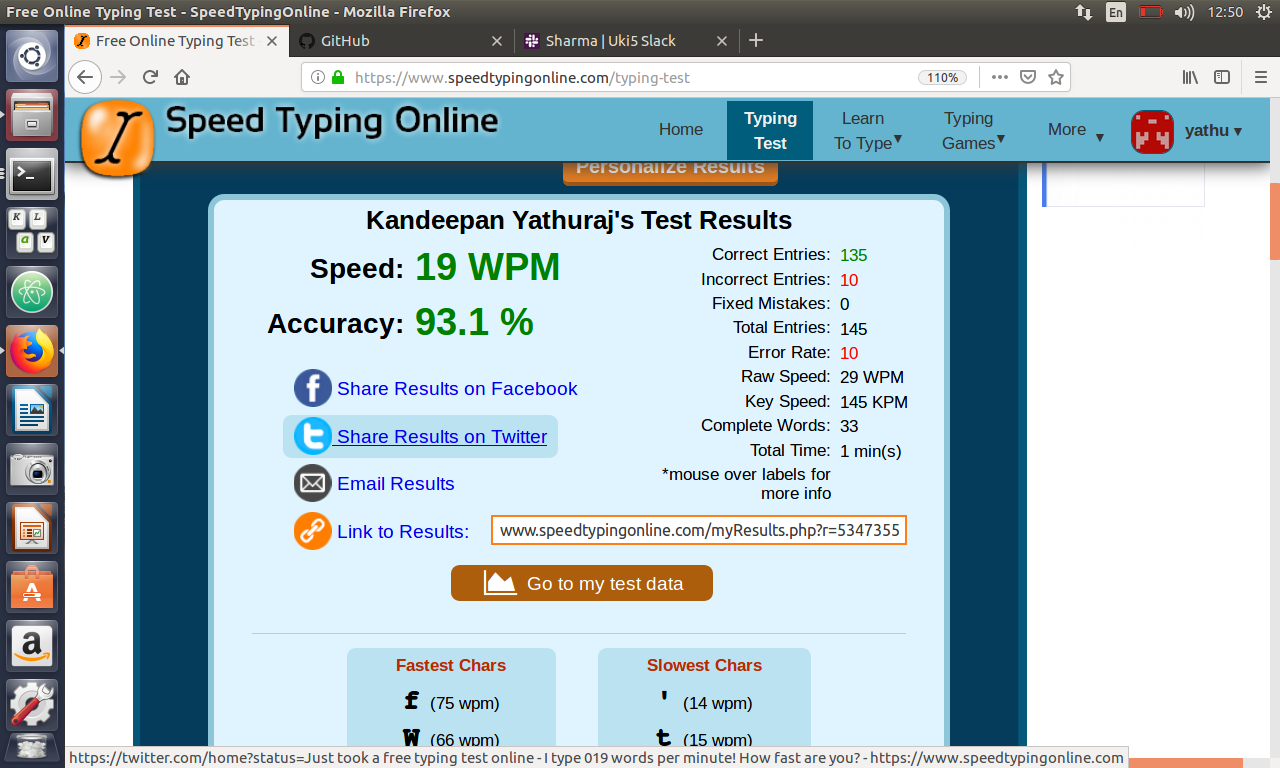 Free Online Typing Test - SpeedTypingOnline - Mozilla Firefox
En
12:50
Free Online Typing Test -
GitHub
Sharma | Uki5 Slack
https://www.speedtypingonline.com/typing-test
110%
Speed Typing Online
Home
Typing
Test
Learn
To Type
Typing
Games
More
yathu
Personalize Results
Kandeepan Yathuraj's Test Results
Speed: 19 WPM
Accuracy: 93.1 %
Share Results on Facebook
Share Results on Twitter
Email Results
Link to Results: www.speedtypingonline.com/myResults.php?r=5347355
Correct Entries: 135
Incorrect Entries: 10
Fixed Mistakes: 0
Total Entries: 145
Error Rate: 10
Raw Speed: 29 WPM
Key Speed: 145 KPM
Complete Words: 33
Total Time: 1 min(s)
*mouse over labels for
more info
Go to my test data
Fastest Chars
f (75 wpm)
W (66 wpm)
Slowest Chars
' (14 wpm)
t (15 wpm)
https://twitter.com/home?status=Just took a free typing test online - I type 019 words per minute! How fast are you? - https://www.speedtypingonline.com
K L
a v
A
a